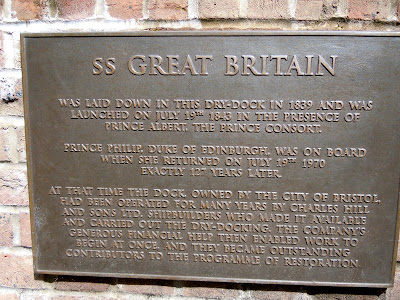 SS GREAT BRITAIN
WAS LAID DOWN IN THIS DRY-DOCK IN 1839 AND WAS
LAUNCHED ON JULY 19TH 1843 IN THE PRESENCE OF
PRINCE ALBERT, THE PRINCE CONSORT.
PRINCE PHILIP, DUKE OF EDINBURGH, WAS ON BOARD
WHEN SHE RETURNED ON JULY 19TH 1970
EXACTLY 127 YEARS LATER.
AT THAT TIME THE DOCK, OWNED BY THE CITY OF BRISTOL,
HAD BEEN OPERATED FOR MANY YEARS BY CHARLES HILL
AND SONS LTD. SHIPBUILDERS WHO MADE IT AVAILABLE
AND CARRIED OUT THE DRY-DOCKING. THE COMPANY'S
GENEROUS FINANCIAL HELP THEN ENABLED WORK TO
BEGIN AT ONCE, AND THEY BECAME OUTSTANDING
CONTRIBUTORS TO THE PROGRAMME OF RESTORATION.